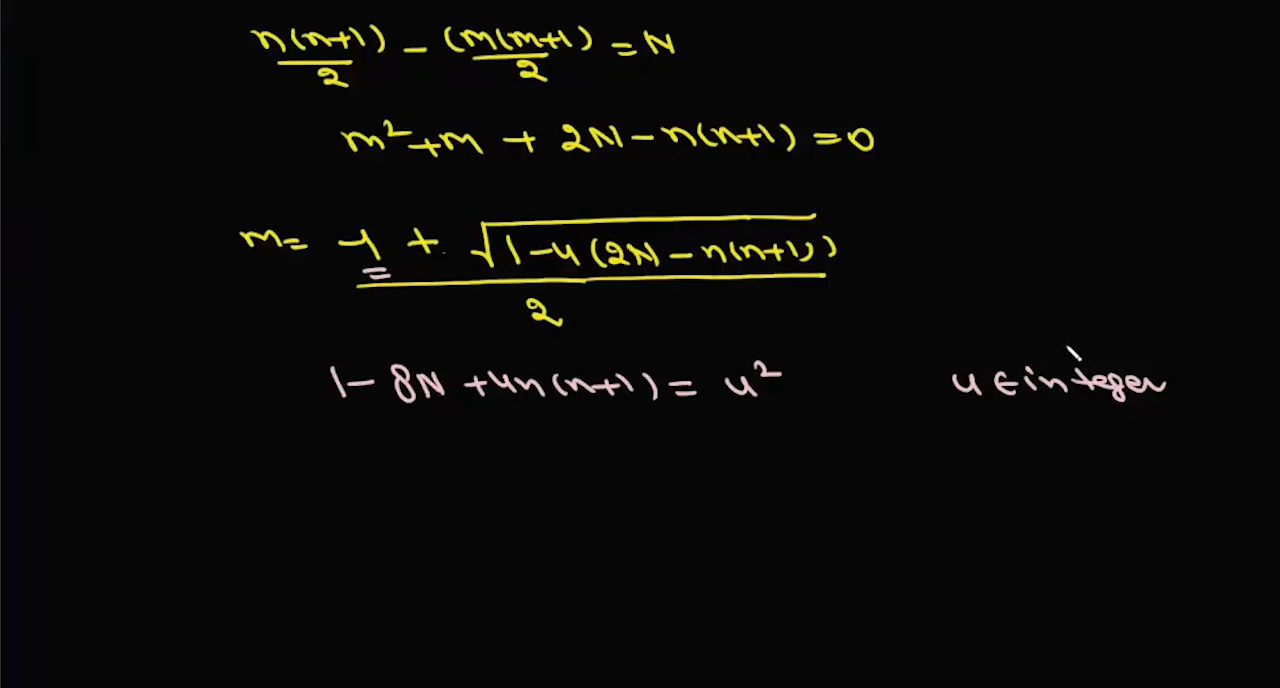 n(n+1)/2 - (m(m+1)/2) = N
m² + m + 2N - n(n+1) = 0
m = (-1 + √(1-4(2N-n(n+1))))/2
1 - 8N + 4n(n+1) = u² u ∈ integer